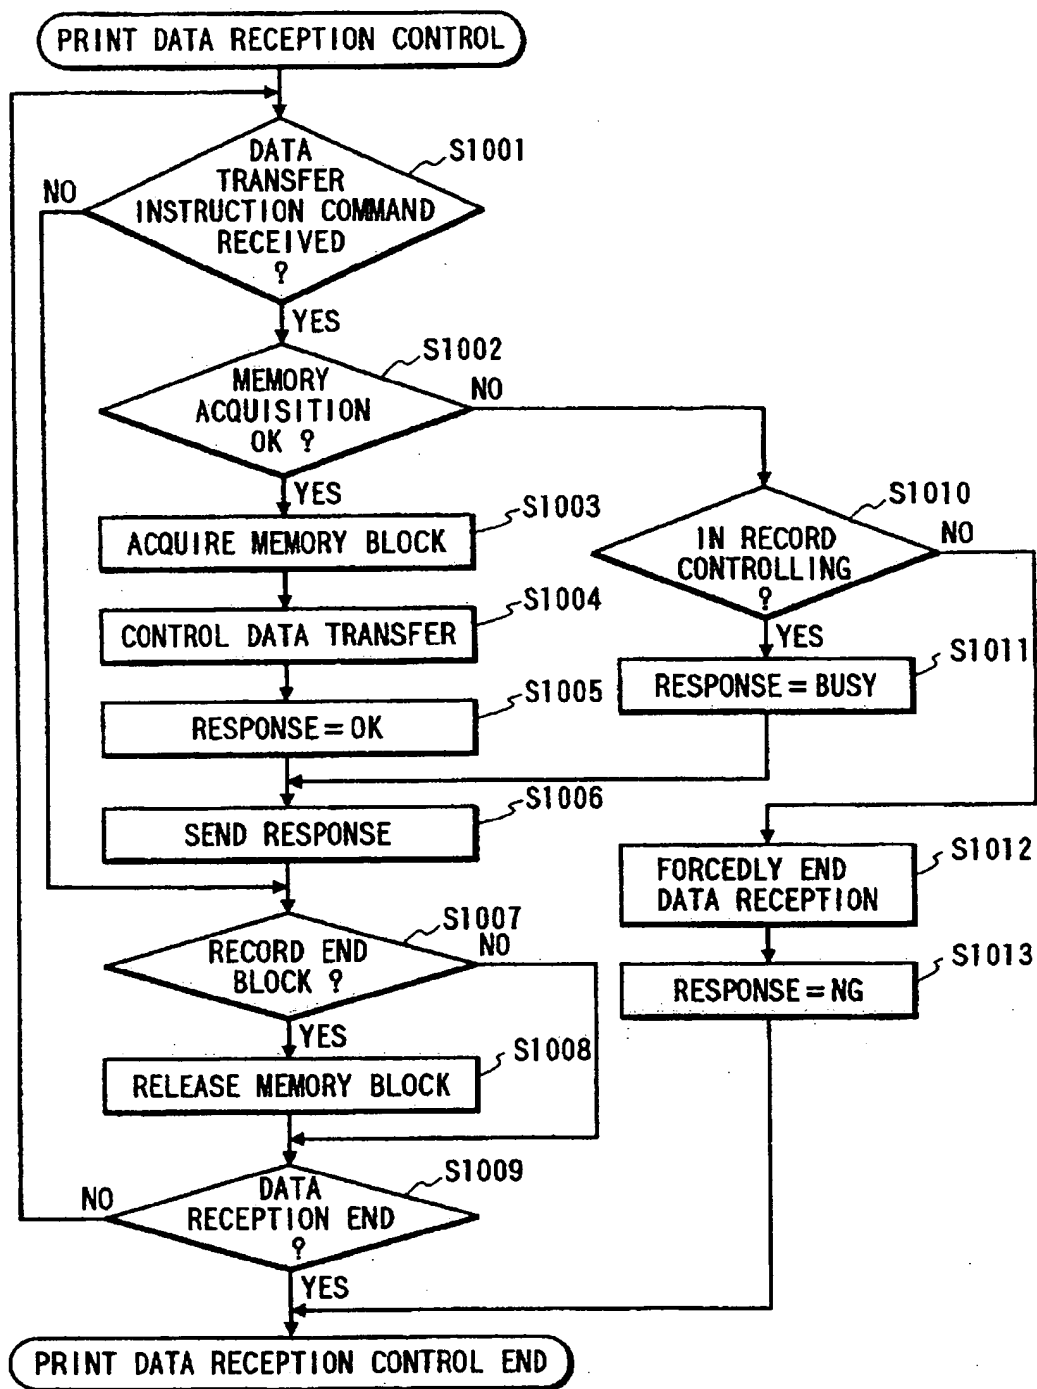 PRINT DATA RECEPTION CONTROL
S1001
DATA
TRANSFER
INSTRUCTION COMMAND
RECEIVED
?
NO
YES
S1002
MEMORY
ACQUISITION
OK ?
NO
YES
S1003
ACQUIRE MEMORY BLOCK
S1010
IN RECORD
CONTROLLING
?
NO
YES
S1004
CONTROL DATA TRANSFER
S1011
RESPONSE=BUSY
S1005
RESPONSE=OK
S1006
SEND RESPONSE
S1012
FORCEDLY END
DATA RECEPTION
S1007
RECORD END
BLOCK ?
NO
YES
S1013
RESPONSE=NG
S1008
RELEASE MEMORY BLOCK
S1009
DATA
RECEPTION END
?
NO
YES
PRINT DATA RECEPTION CONTROL END